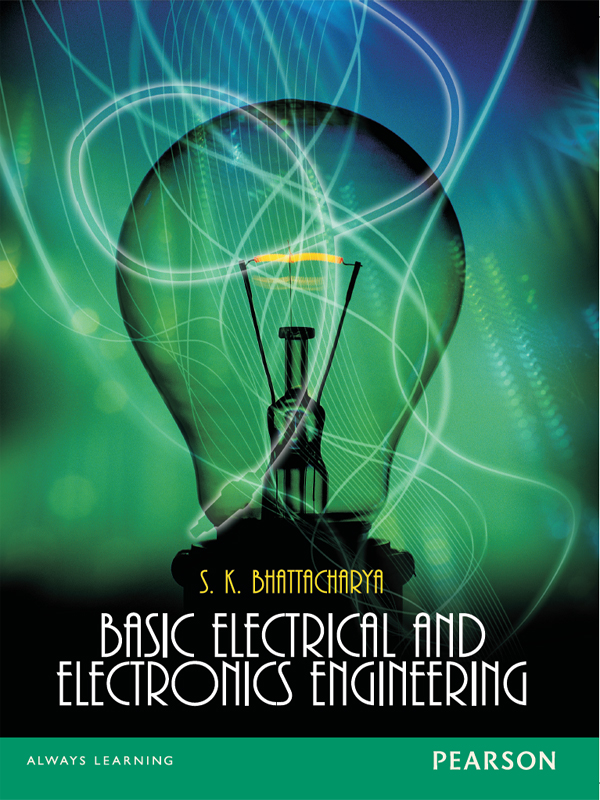 S. K. BHATTACHARYA
BASIC ELECTRICAL AND
ELECTRONICS ENGINEERING
ALWAYS LEARNING
PEARSON